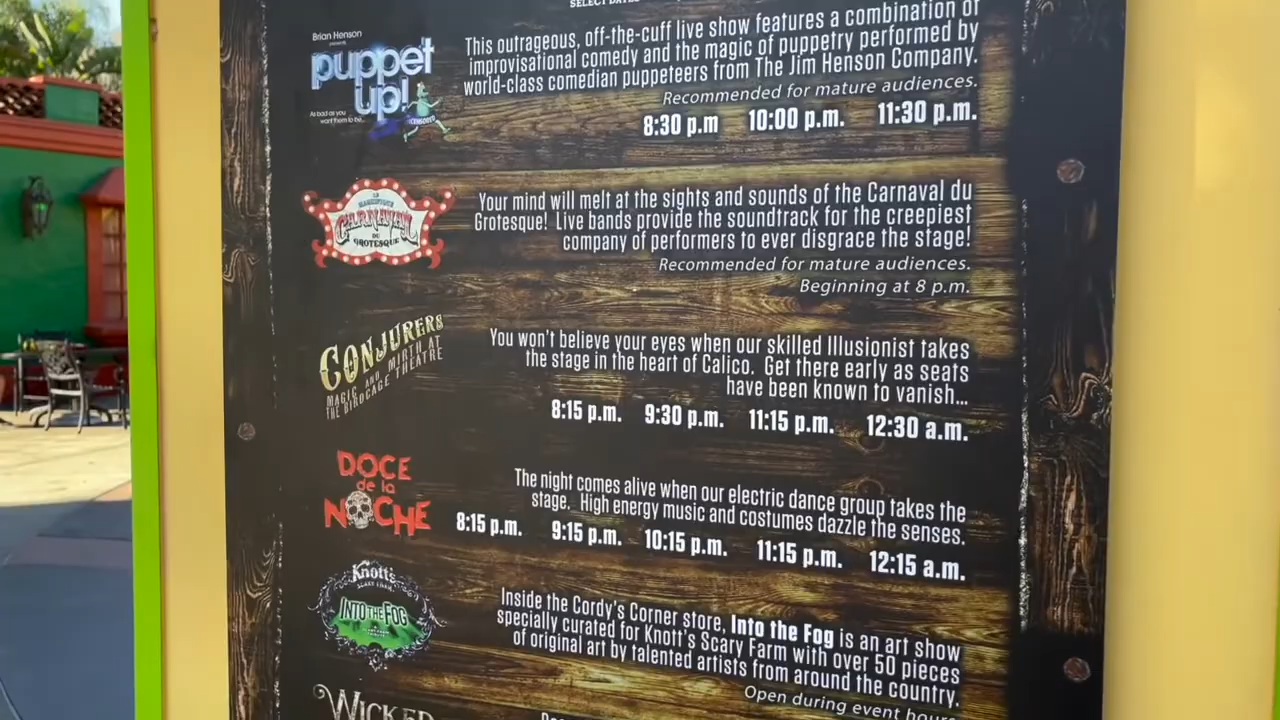 SELECT DATES
Brian Henson
presents
puppet
up!
As bad as you
want them to be.
UNCENSORED
This outrageous, off-the-cuff live show features a combination of
improvisational comedy and the magic of puppetry performed by
world-class comedian puppeteers from The Jim Henson Company.
Recommended for mature audiences.
8:30 p.m 10:00 p.m. 11:30 p.m.
LE
MAGNIFIQUE
CARNAVAL
DU
GROTESQUE
Your mind will melt at the sights and sounds of the Carnaval du
Grotesque! Live bands provide the soundtrack for the creepiest
company of performers to ever disgrace the stage!
Recommended for mature audiences.
Beginning at 8 p.m.
CONJURERS
MAGIC AND MIRTH AT
THE BIRDCAGE THEATRE
You won't believe your eyes when our skilled Illusionist takes
the stage in the heart of Calico. Get there early as seats
have been known to vanish...
8:15 p.m. 9:30 p.m. 11:15 p.m. 12:30 a.m.
DOCE
de la
NOCHE
The night comes alive when our electric dance group takes the
stage. High energy music and costumes dazzle the senses.
8:15 p.m. 9:15 p.m. 10:15 p.m. 11:15 p.m. 12:15 a.m.
Knott's
SCARY FARM
INTO THE FOG
Inside the Cordy's Corner store, Into the Fog is an art show
specially curated for Knott's Scary Farm with over 50 pieces
of original art by talented artists from around the country.
Open during event hours
WICKED